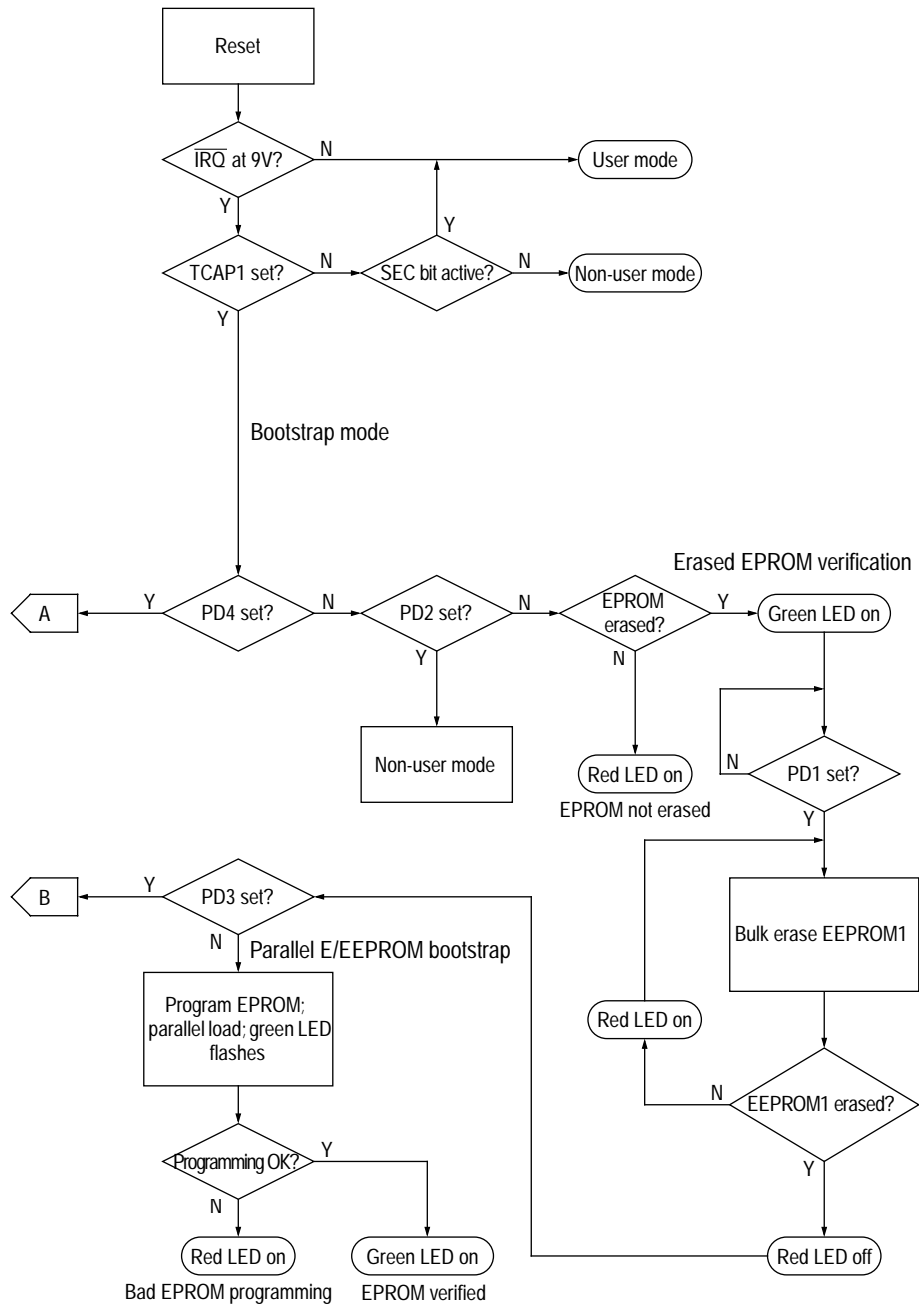 Reset
IRQ at 9V?
N
User mode
Y
Y
TCAP1 set?
N
SEC bit active?
N
Non-user mode
Y
Bootstrap mode
Erased EPROM verification
A
Y
PD4 set?
N
PD2 set?
N
EPROM
erased?
Y
Green LED on
Y
N
Non-user mode
Red LED on
EPROM not erased
N
PD1 set?
Y
B
Y
PD3 set?
N
Parallel E/EEPROM bootstrap
Bulk erase EEPROM1
Program EPROM;
parallel load; green LED
flashes
Red LED on
N
EEPROM1 erased?
Y
Programming OK?
Y
N
Red LED on
Bad EPROM programming
Green LED on
EPROM verified
Red LED off